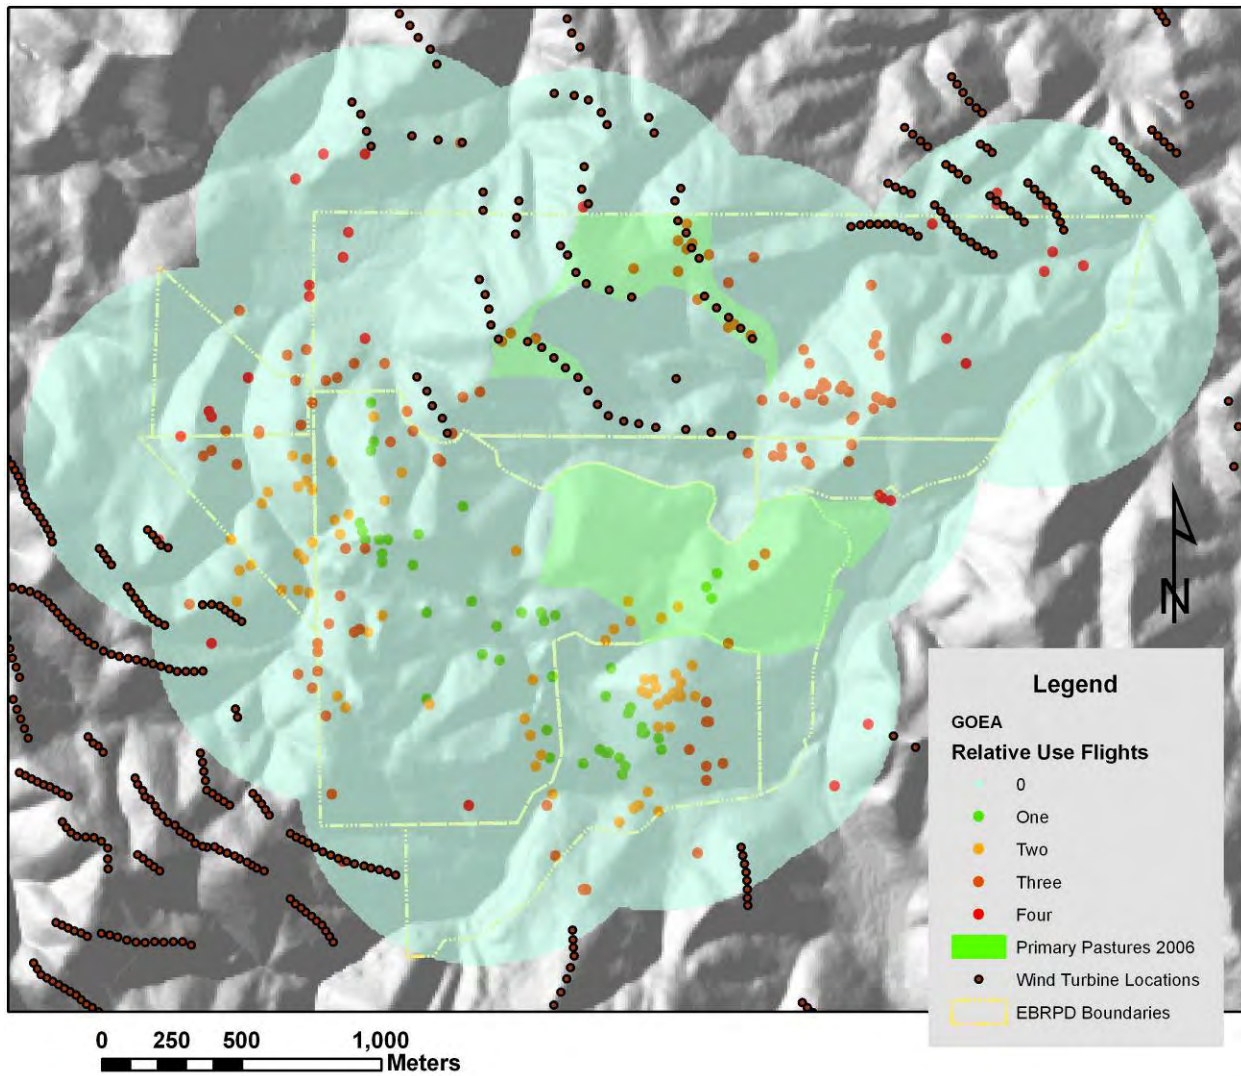 N
Legend
GOEA
Relative Use Flights
0
One
Two
Three
Four
Primary Pastures 2006
Wind Turbine Locations
EBRPD Boundaries
0 250 500 1,000
Meters